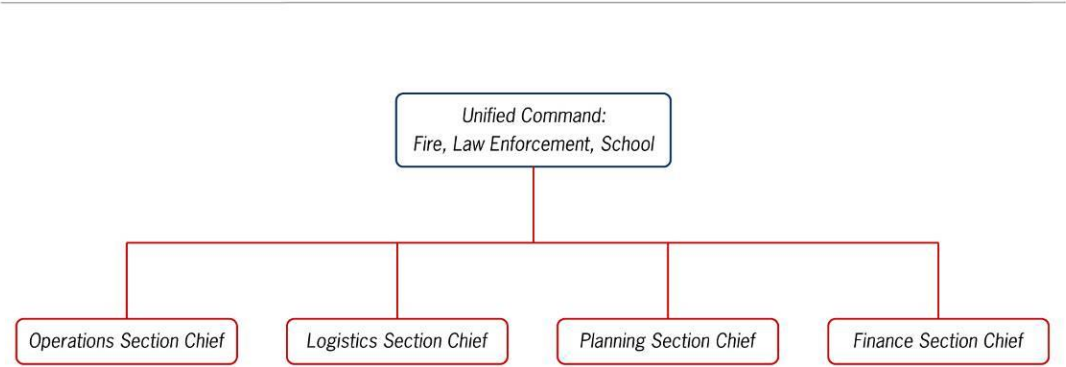 Unified Command:
Fire, Law Enforcement, School
Operations Section Chief
Logistics Section Chief
Planning Section Chief
Finance Section Chief